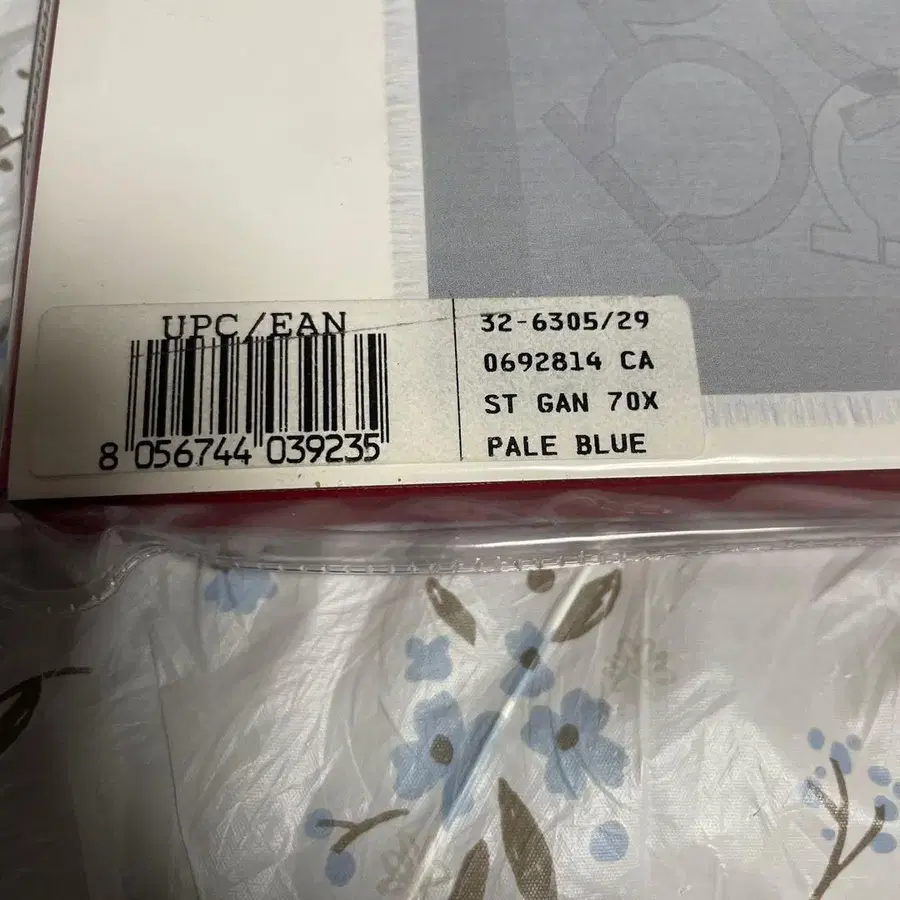 UPC/EAN
8 056744 039235
32-6305/29
0692814 CA
ST GAN 70X
PALE BLUE